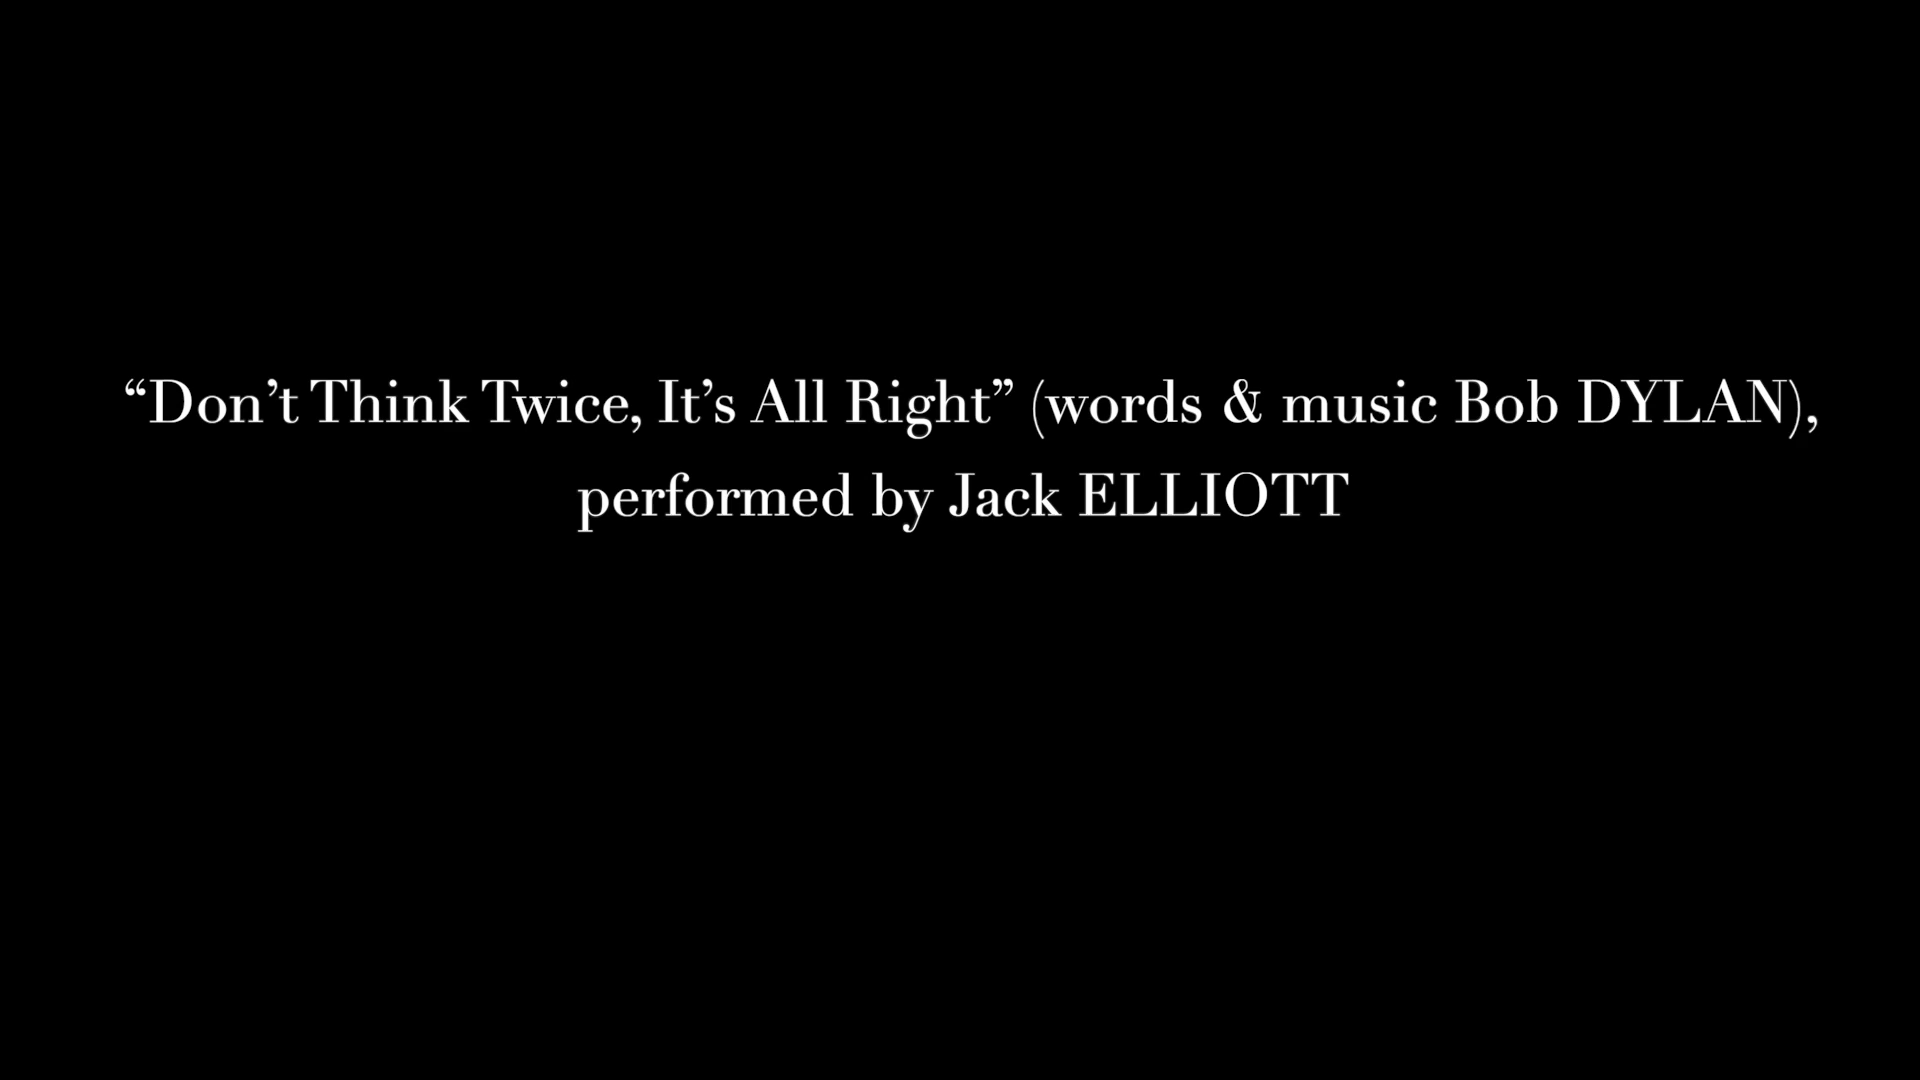 “Don’t Think Twice, It’s All Right” (words & music Bob DYLAN),
performed by Jack ELLIOTT